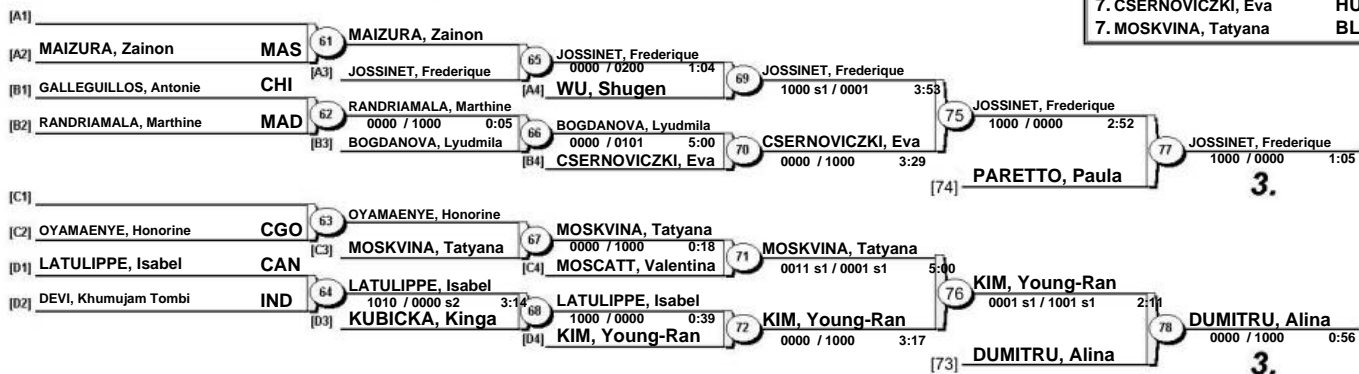 7. CSERNOVICZKI, Eva HU
7. MOSKVINA, Tatyana BL
[A1]
[A2] MAIZURA, Zainon MAS
61
MAIZURA, Zainon
[A3] JOSSINET, Frederique
65
JOSSINET, Frederique
0000 / 0200 1:04
[A4] WU, Shugen
69
JOSSINET, Frederique
1000 s1 / 0001 3:53
[B1] GALLEGUILLOS, Antonie CHI
[B2] RANDRIAMALA, Marthine MAD
62
RANDRIAMALA, Marthine
0000 / 1000 0:05
[B3] BOGDANOVA, Lyudmila
66
BOGDANOVA, Lyudmila
0000 / 0101 5:00
[B4] CSERNOVICZKI, Eva
70
CSERNOVICZKI, Eva
0000 / 1000 3:29
75
JOSSINET, Frederique
1000 / 0000 2:52
[74] PARETTO, Paula
77
JOSSINET, Frederique
1000 / 0000 1:05
3.
[C1]
[C2] OYAMAENYE, Honorine CGO
63
OYAMAENYE, Honorine
[C3] MOSKVINA, Tatyana
67
MOSKVINA, Tatyana
0000 / 1000 0:18
[C4] MOSCATT, Valentina
71
MOSKVINA, Tatyana
0011 s1 / 0001 s1 5:00
[D1] LATULIPPE, Isabel CAN
[D2] DEVI, Khumujam Tombi IND
64
LATULIPPE, Isabel
1010 / 0000 s2 3:14
[D3] KUBICKA, Kinga
68
LATULIPPE, Isabel
1000 / 0000 0:39
[D4] KIM, Young-Ran
72
KIM, Young-Ran
0000 / 1000 3:17
76
KIM, Young-Ran
0001 s1 / 1001 s1 2:11
[73] DUMITRU, Alina
78
DUMITRU, Alina
0000 / 1000 0:56
3.